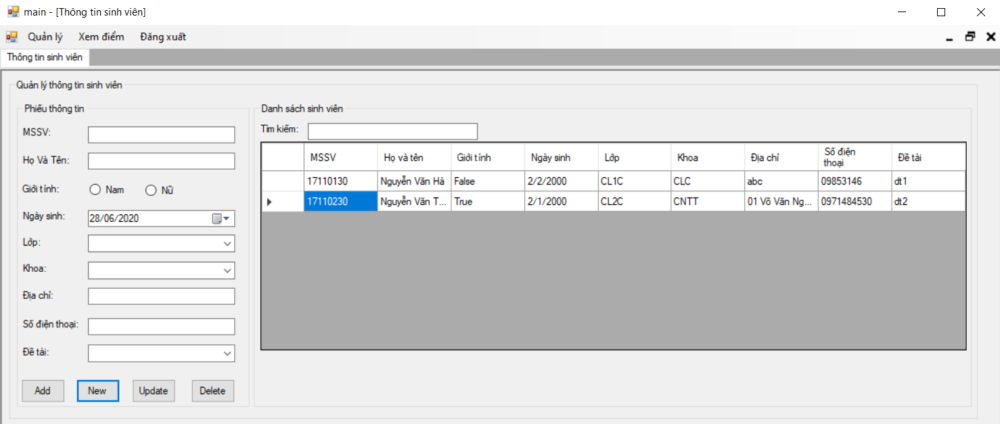 main - [Thông tin sinh viên]
Quản lý Xem điểm Đăng xuất
Thông tin sinh viên
Quản lý thông tin sinh viên
Phiếu thông tin
MSSV:
Họ Và Tên:
Giới tính: Nam Nữ
Ngày sinh: 28/06/2020
Lớp:
Khoa:
Địa chỉ:
Số điện thoại:
Đề tài:
Add New Update Delete
Danh sách sinh viên
Tìm kiếm:
MSSV Họ và tên Giới tính Ngày sinh Lớp Khoa Địa chỉ Số điện thoại Đề tài
17110130 Nguyễn Văn Hà False 2/2/2000 CL1C CLC abc 09853146 dt1
17110230 Nguyễn Văn T... True 2/1/2000 CL2C CNTT 01 Võ Văn Ng... 0971484530 dt2